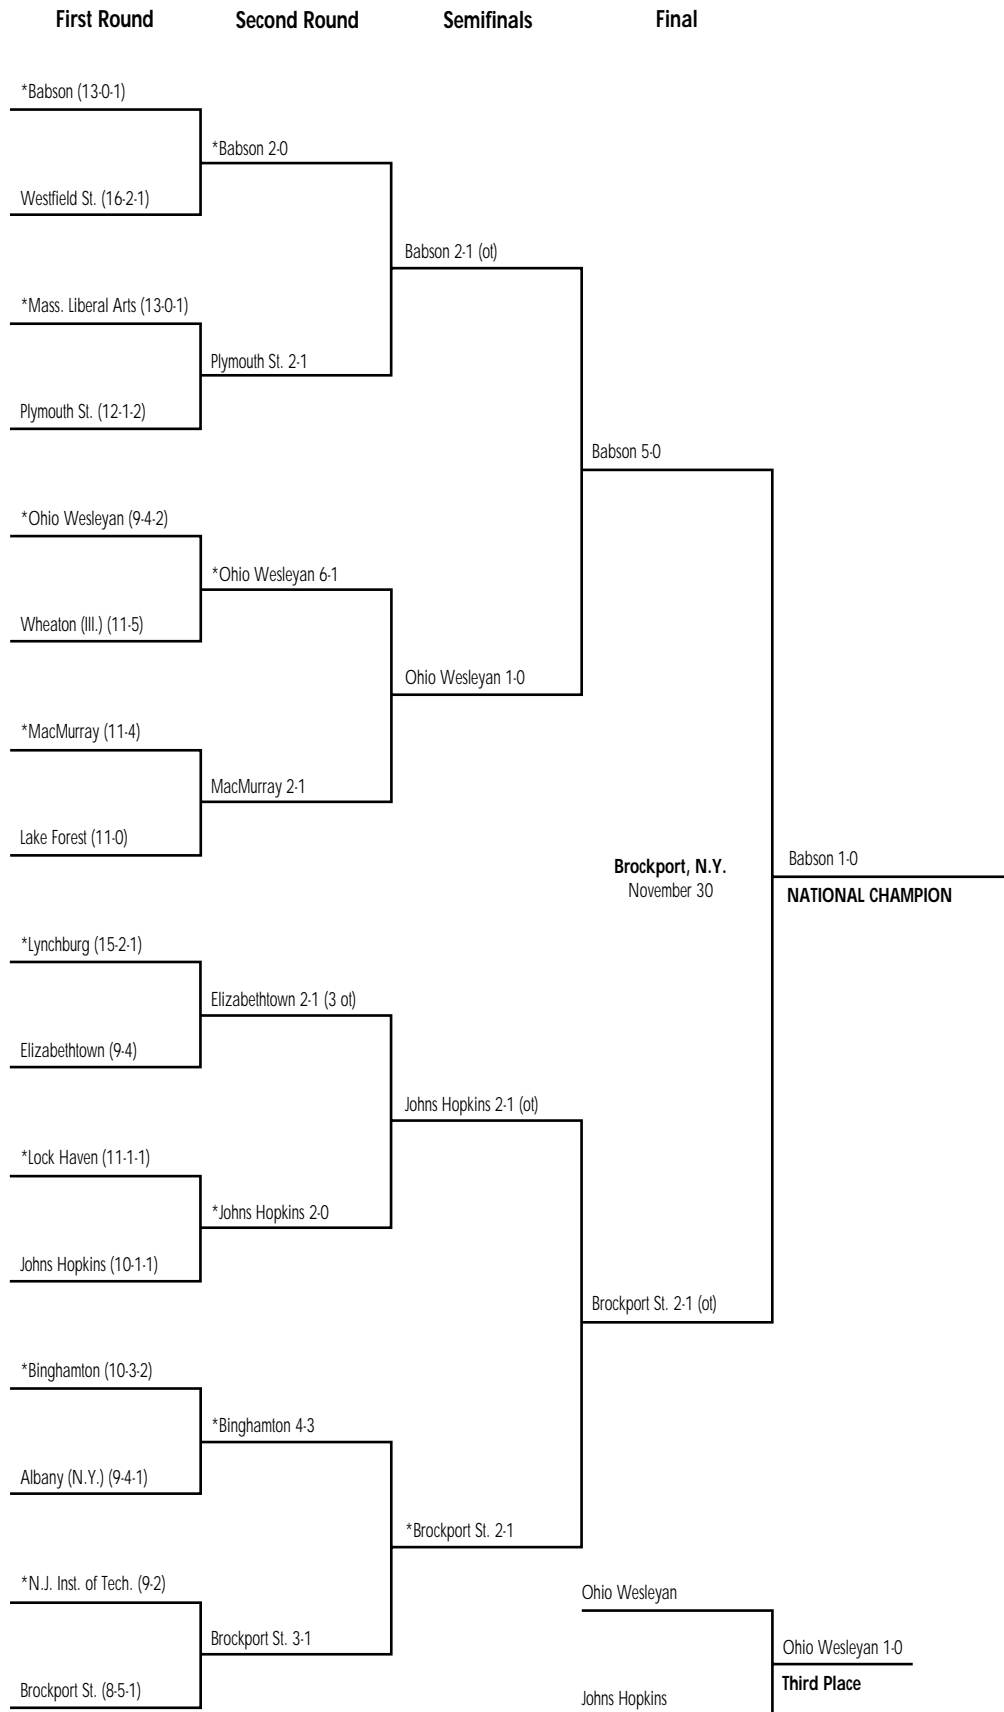 First Round
Second Round
Semifinals
Final
*Babson (13-0-1)
*Babson 2-0
Westfield St. (16-2-1)
Babson 2-1 (ot)
*Mass. Liberal Arts (13-0-1)
Plymouth St. 2-1
Plymouth St. (12-1-2)
Babson 5-0
*Ohio Wesleyan (9-4-2)
*Ohio Wesleyan 6-1
Wheaton (Ill.) (11-5)
Ohio Wesleyan 1-0
*MacMurray (11-4)
MacMurray 2-1
Lake Forest (11-0)
Babson 1-0
Brockport, N.Y.
November 30
NATIONAL CHAMPION
*Lynchburg (15-2-1)
Elizabethtown 2-1 (3 ot)
Elizabethtown (9-4)
Johns Hopkins 2-1 (ot)
*Lock Haven (11-1-1)
*Johns Hopkins 2-0
Johns Hopkins (10-1-1)
Brockport St. 2-1 (ot)
*Binghamton (10-3-2)
*Binghamton 4-3
Albany (N.Y.) (9-4-1)
*Brockport St. 2-1
*N.J. Inst. of Tech. (9-2)
Ohio Wesleyan
Brockport St. 3-1
Ohio Wesleyan 1-0
Third Place
Brockport St. (8-5-1)
Johns Hopkins